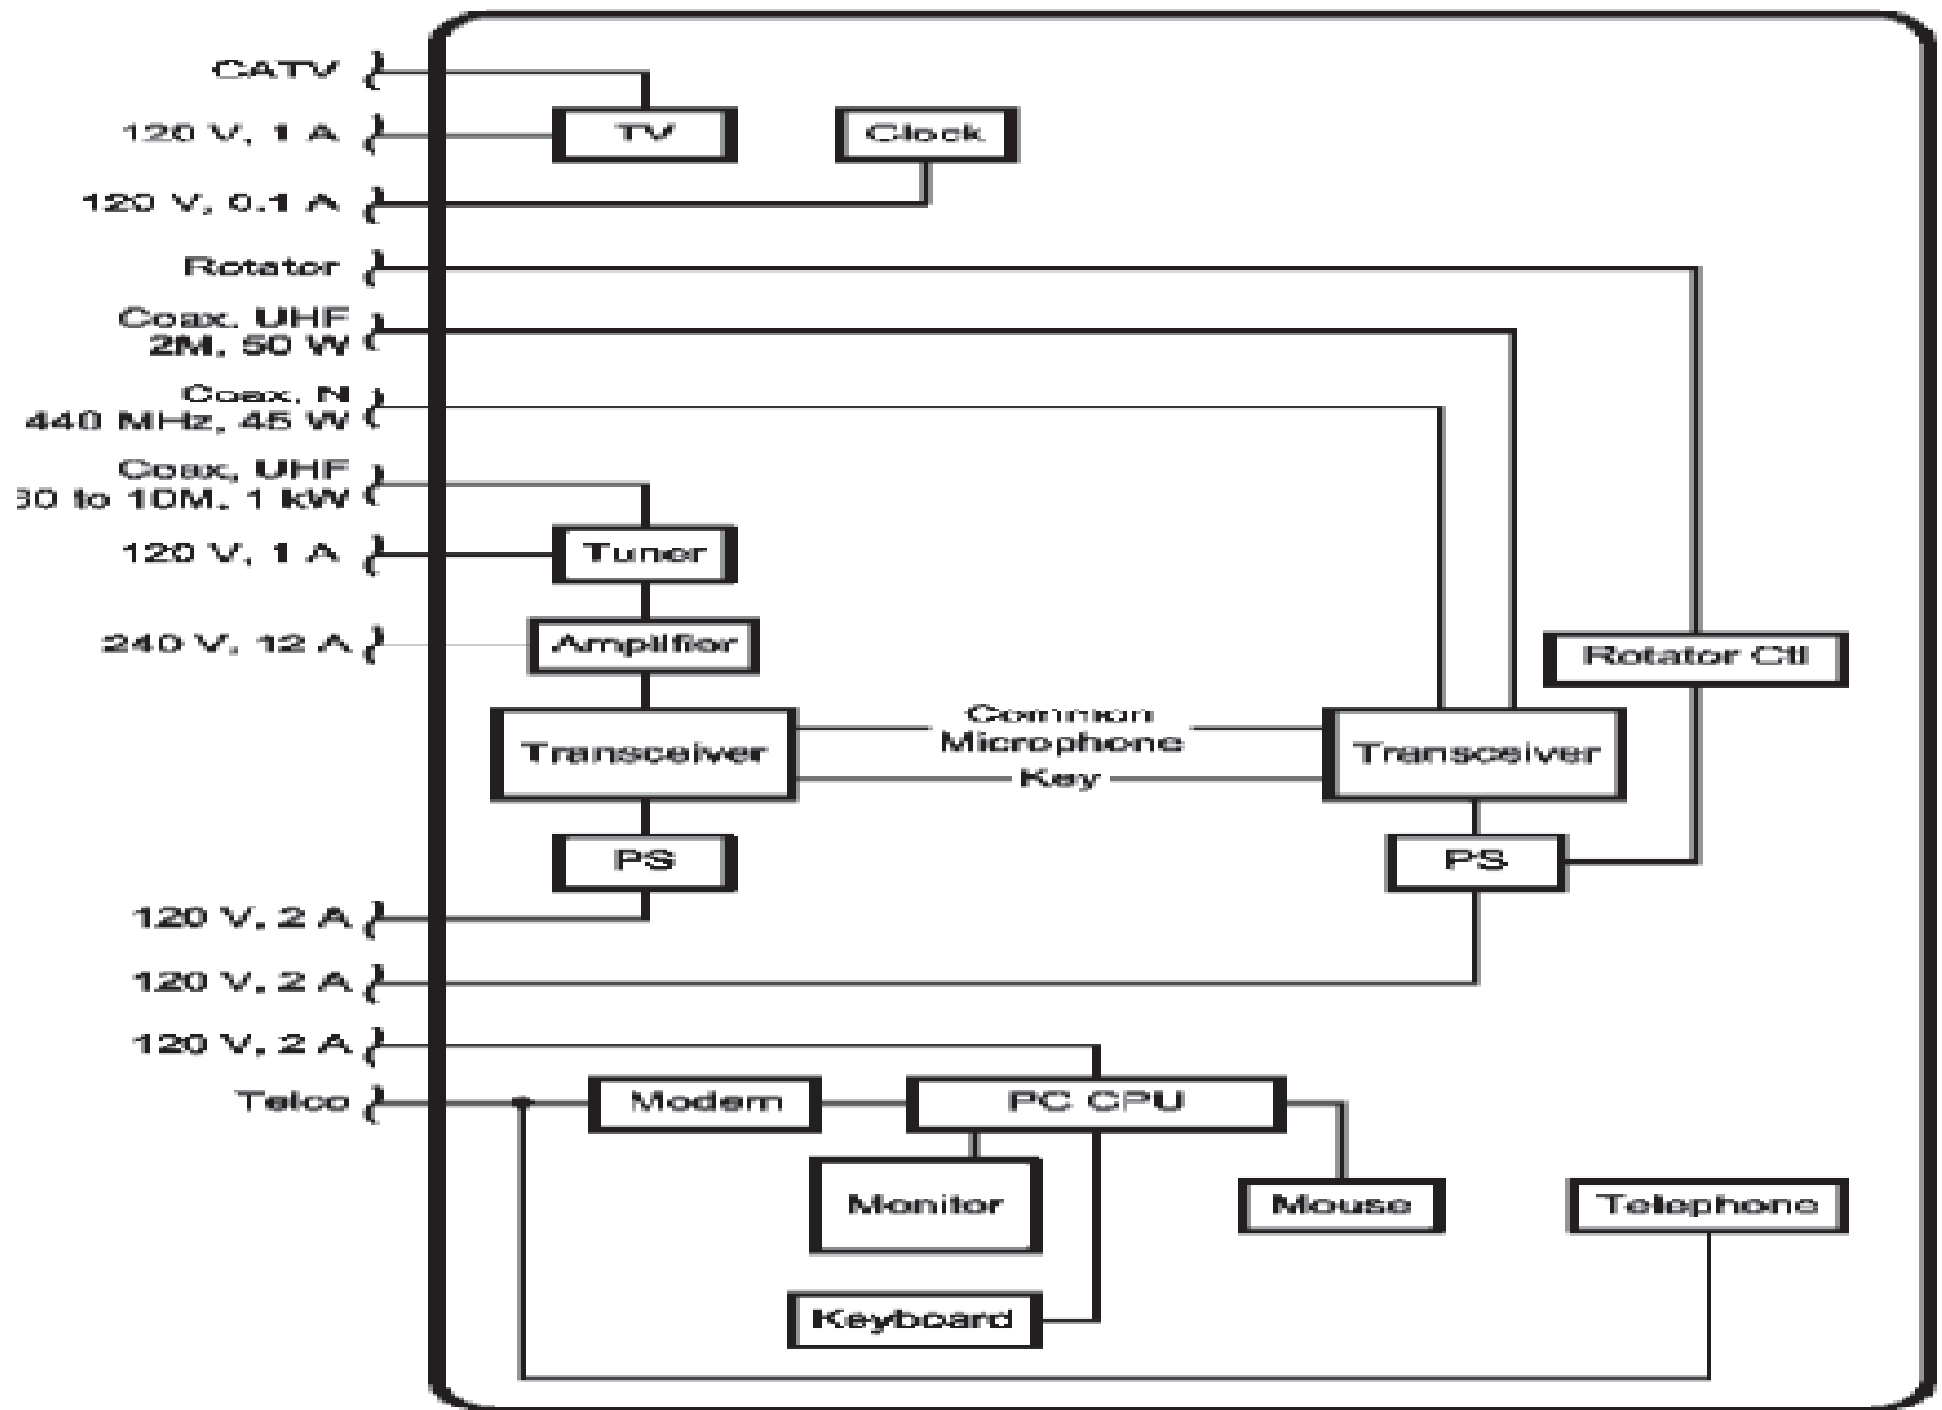 CATV
120 V, 1 A
TV
Clock
120 V, 0.1 A
Rotator
Coax, UHF
2M, 50 W
Coax, N
440 MHz, 45 W
Coax, UHF
to 10M, 1 kW
120 V, 1 A
Tuner
240 V, 12 A
Amplifier
Rotator Ctl
Transceiver
Common
Microphone
Key
Transceiver
PS
PS
120 V, 2 A
120 V, 2 A
120 V, 2 A
Telco
Modem
PC CPU
Monitor
Mouse
Telephone
Keyboard